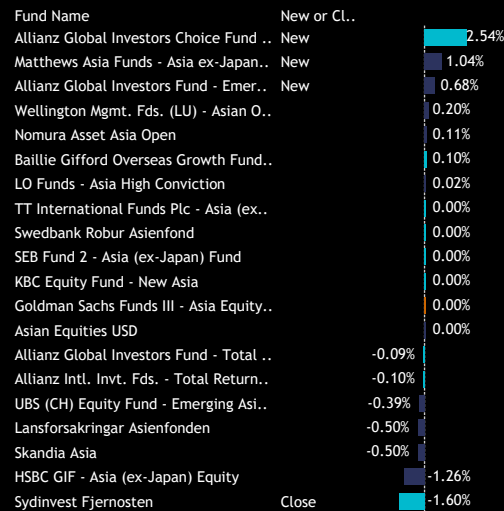 Fund Name New or Cl..
Allianz Global Investors Choice Fund .. New 2.54%
Matthews Asia Funds - Asia ex-Japan.. New 1.04%
Allianz Global Investors Fund - Emer.. New 0.68%
Wellington Mgmt. Fds. (LU) - Asian O.. 0.20%
Nomura Asset Asia Open 0.11%
Baillie Gifford Overseas Growth Fund.. 0.10%
LO Funds - Asia High Conviction 0.02%
TT International Funds Plc - Asia (ex.. 0.00%
Swedbank Robur Asienfond 0.00%
SEB Fund 2 - Asia (ex-Japan) Fund 0.00%
KBC Equity Fund - New Asia 0.00%
Goldman Sachs Funds III - Asia Equity.. 0.00%
Asian Equities USD 0.00%
Allianz Global Investors Fund - Total .. -0.09%
Allianz Intl. Invt. Fds. - Total Return.. -0.10%
UBS (CH) Equity Fund - Emerging Asi.. -0.39%
Lansforsakringar Asienfonden -0.50%
Skandia Asia -0.50%
HSBC GIF - Asia (ex-Japan) Equity -1.26%
Sydinvest Fjernosten Close -1.60%